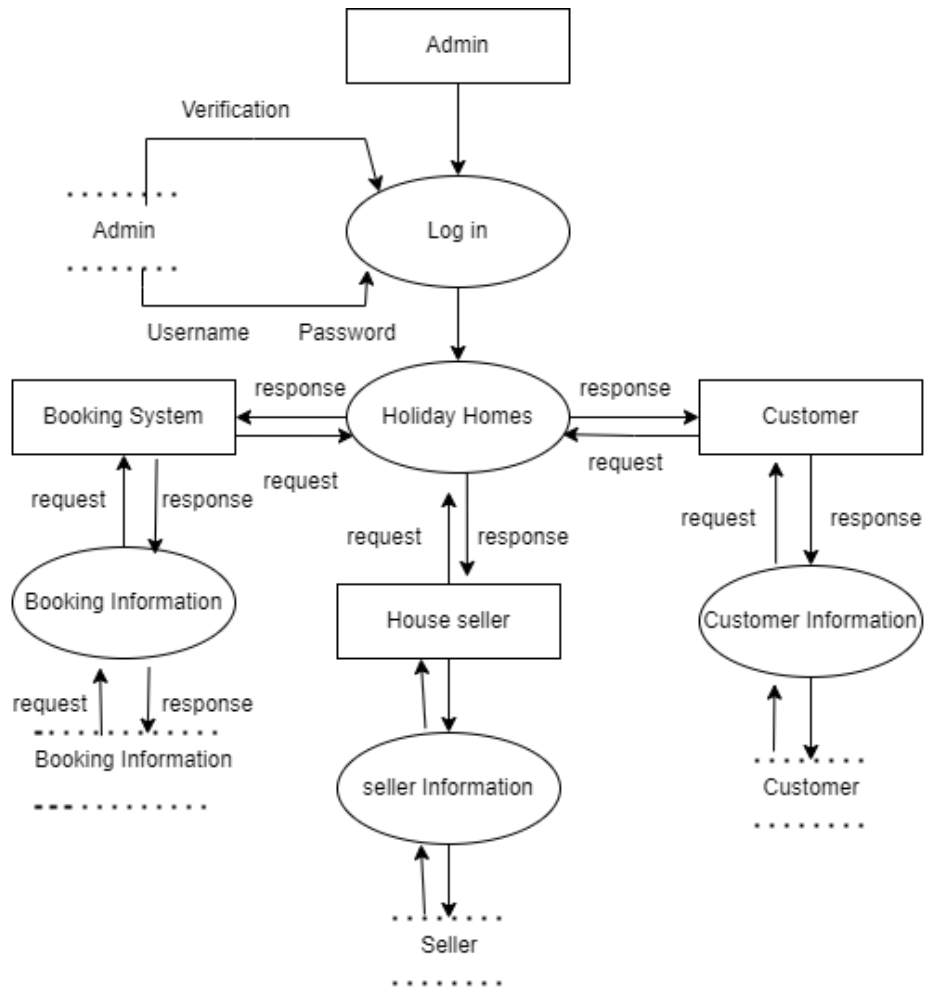 Admin
Verification
Admin
Log in
Username
Password
response
response
Booking System
Holiday Homes
Customer
request
request
request
response
request
response
request
response
Booking Information
House seller
Customer Information
request
response
Booking Information
seller Information
Customer
Seller